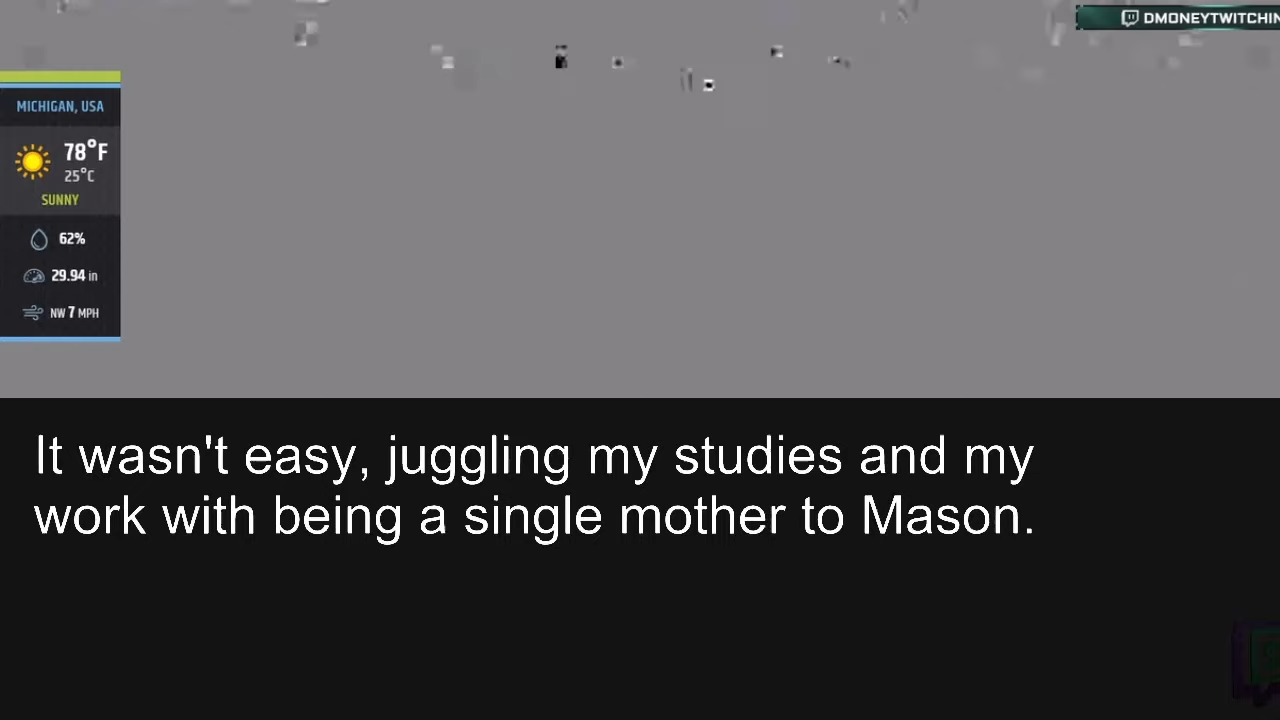 DMONEYTWITCHIN
MICHIGAN, USA
78°F
25°C
SUNNY
62%
29.94 in
NW 7 MPH
It wasn't easy, juggling my studies and my
work with being a single mother to Mason.